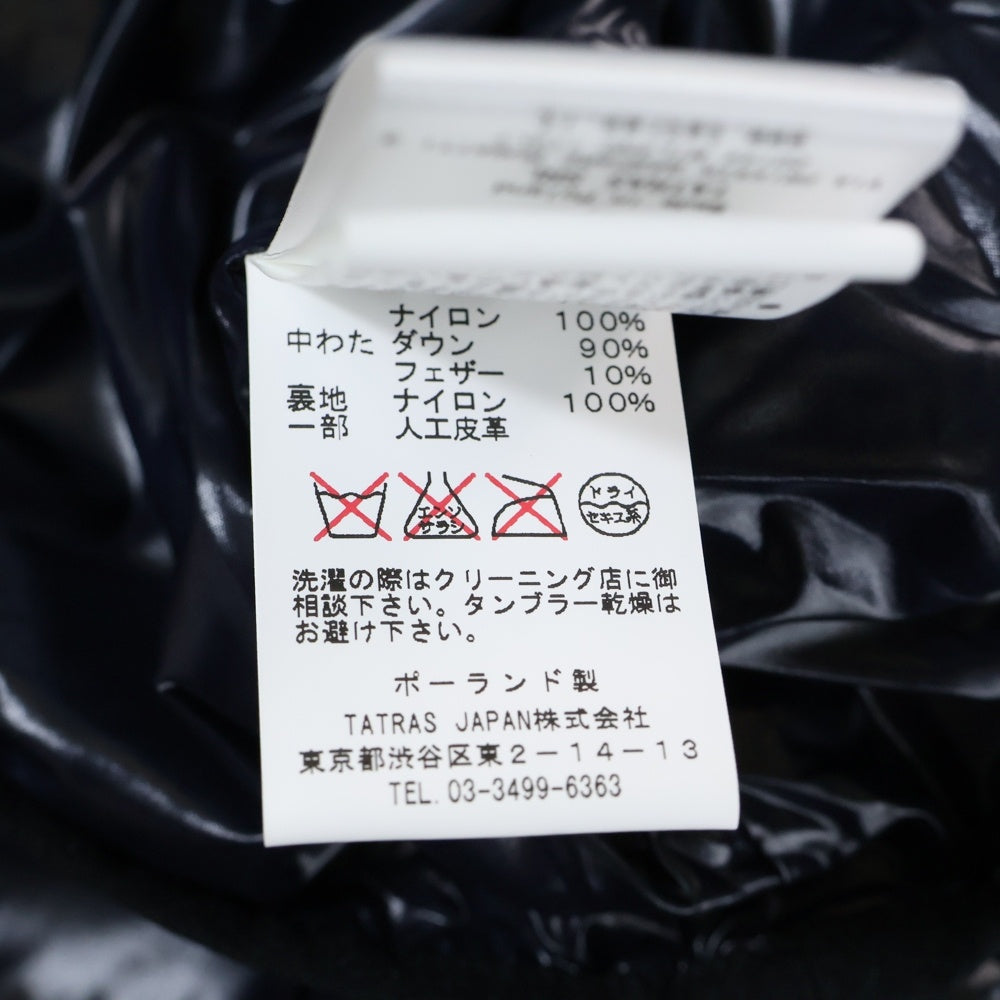 ナイロン 100%
中わた ダウン 90%
フェザー 10%
裏地 ナイロン 100%
一部 人工皮革
エンソ
サラシ
ドライ
セキユ系
洗濯の際はクリーニング店に御
相談下さい。タンブラー乾燥は
お避け下さい。
ポーランド製
TATRAS JAPAN株式会社
東京都渋谷区東2－14－13
TEL. 03-3499-6363